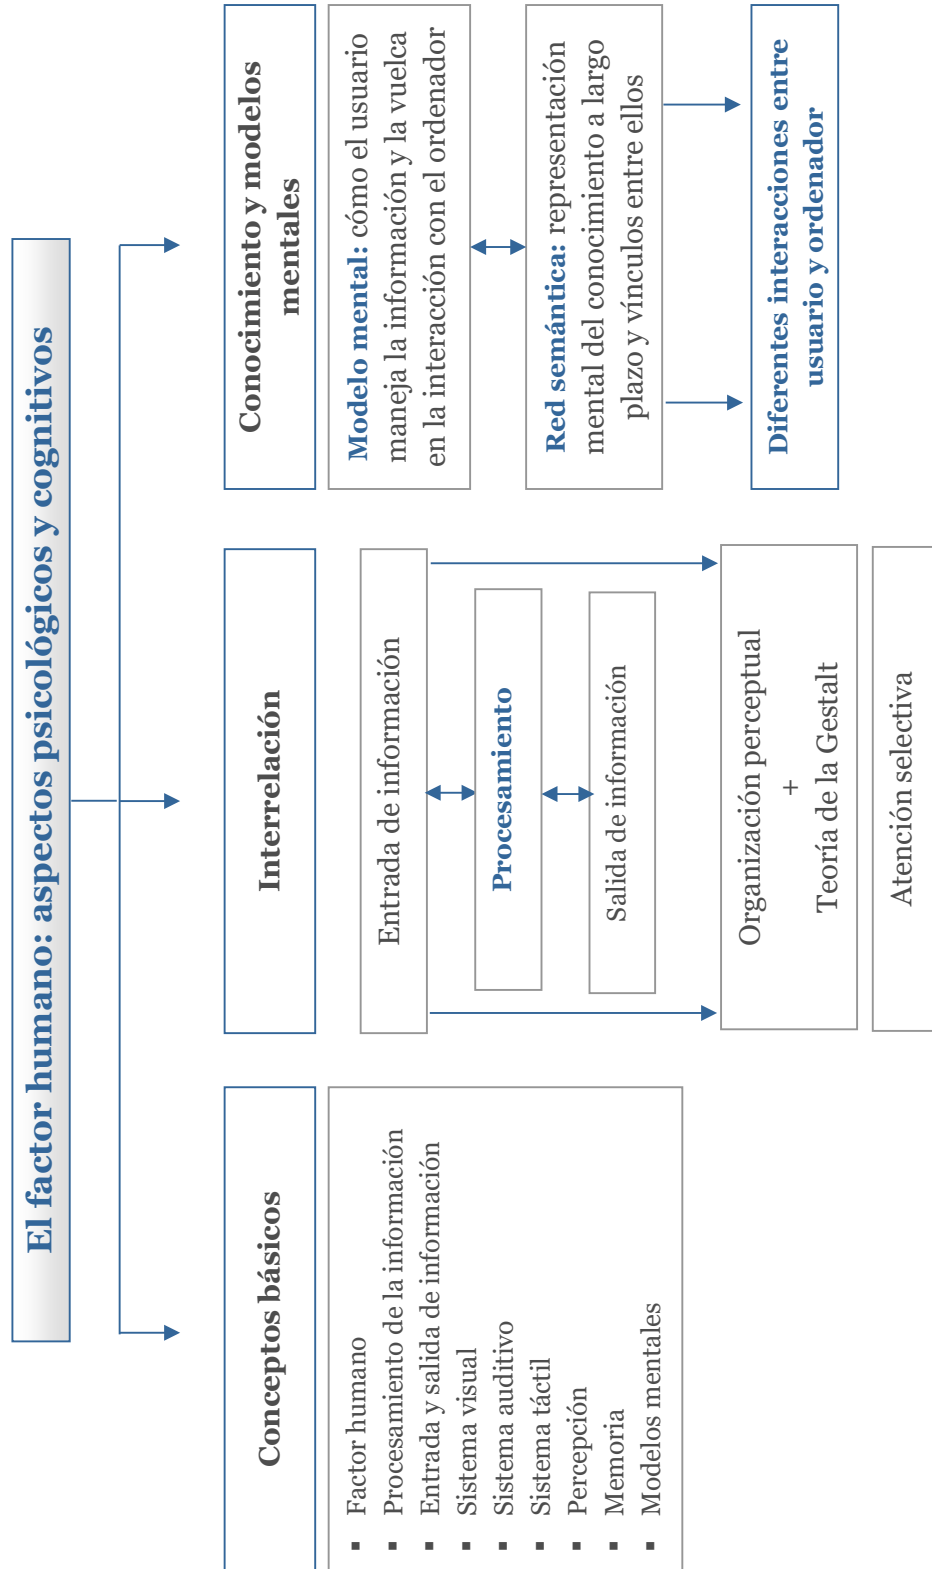 El factor humano: aspectos psicológicos y cognitivos
Conceptos básicos
▪ Factor humano
▪ Procesamiento de la información
▪ Entrada y salida de información
▪ Sistema visual
▪ Sistema auditivo
▪ Sistema táctil
▪ Percepción
▪ Memoria
▪ Modelos mentales
Interrelación
Entrada de información
Procesamiento
Salida de información
Organización perceptual
+
Teoría de la Gestalt
Atención selectiva
Conocimiento y modelos
mentales
Modelo mental: cómo el usuario
maneja la información y la vuelca
en la interacción con el ordenador
Red semántica: representación
mental del conocimiento a largo
plazo y vínculos entre ellos
Diferentes interacciones entre
usuario y ordenador